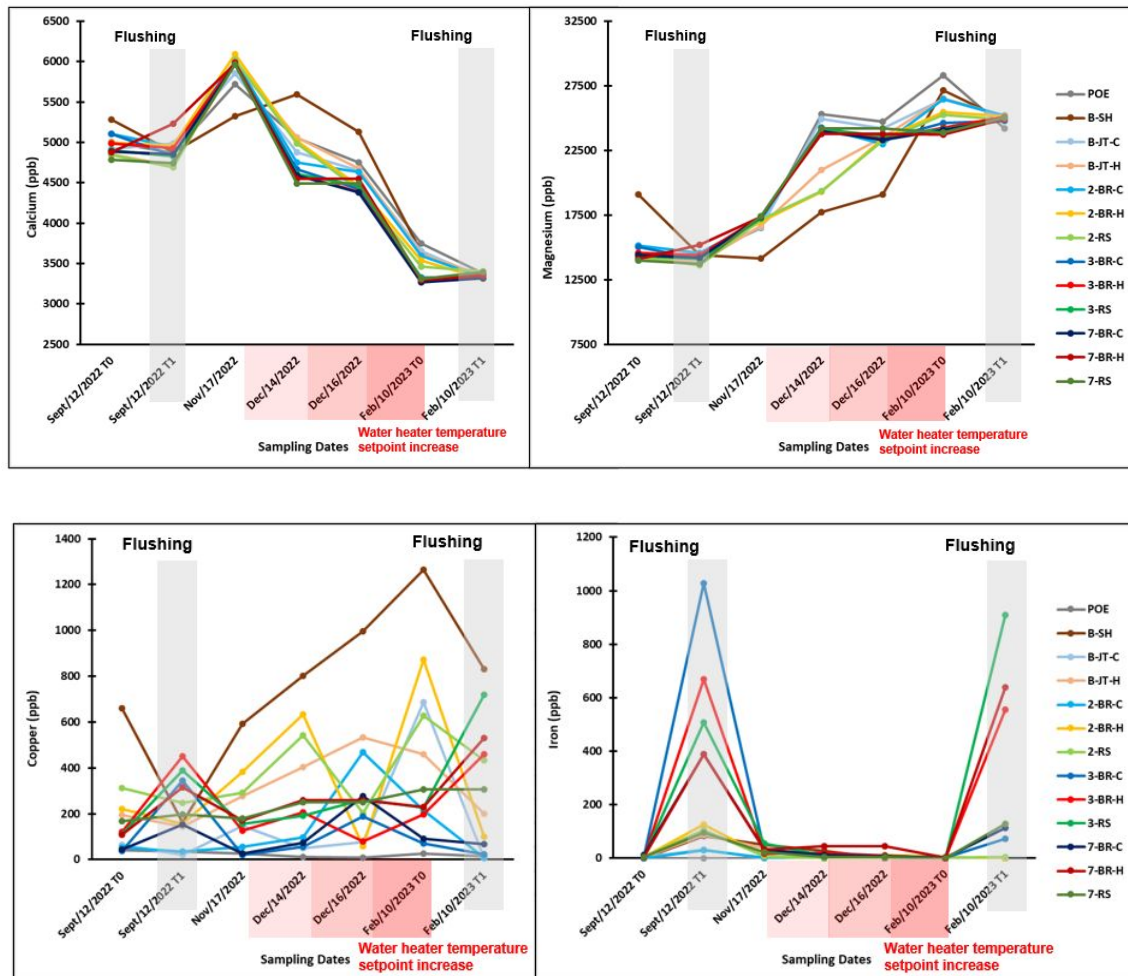 Flushing
Flushing
6500
6000
5500
5000
4500
4000
3500
3000
2500
Calcium (ppb)
Sept/12/2022 T0
Sept/12/2022 T1
Nov/17/2022
Dec/14/2022
Dec/16/2022
Feb/10/2023 T0
Feb/10/2023 T1
Sampling Dates
Water heater temperature
setpoint increase
Flushing
Flushing
32500
27500
22500
17500
12500
7500
Magnesium (ppb)
Sept/12/2022 T0
Sept/12/2022 T1
Nov/17/2022
Dec/14/2022
Dec/16/2022
Feb/10/2023 T0
Feb/10/2023 T1
Sampling Dates
Water heater temperature
setpoint increase
POE
B-SH
B-JT-C
B-JT-H
2-BR-C
2-BR-H
2-RS
3-BR-C
3-BR-H
3-RS
7-BR-C
7-BR-H
7-RS
Flushing
Flushing
1400
1200
1000
800
600
400
200
0
Copper (ppb)
Sept/12/2022 T0
Sept/12/2022 T1
Nov/17/2022
Dec/14/2022
Dec/16/2022
Feb/10/2023 T0
Feb/10/2023 T1
Sampling Dates
Water heater temperature
setpoint increase
Flushing
Flushing
1200
1000
800
600
400
200
0
Iron (ppb)
Sept/12/2022 T0
Sept/12/2022 T1
Nov/17/2022
Dec/14/2022
Dec/16/2022
Feb/10/2023 T0
Feb/10/2023 T1
Sampling Dates
Water heater temperature
setpoint increase
POE
B-SH
B-JT-C
B-JT-H
2-BR-C
2-BR-H
2-RS
3-BR-C
3-BR-H
3-RS
7-BR-C
7-BR-H
7-RS